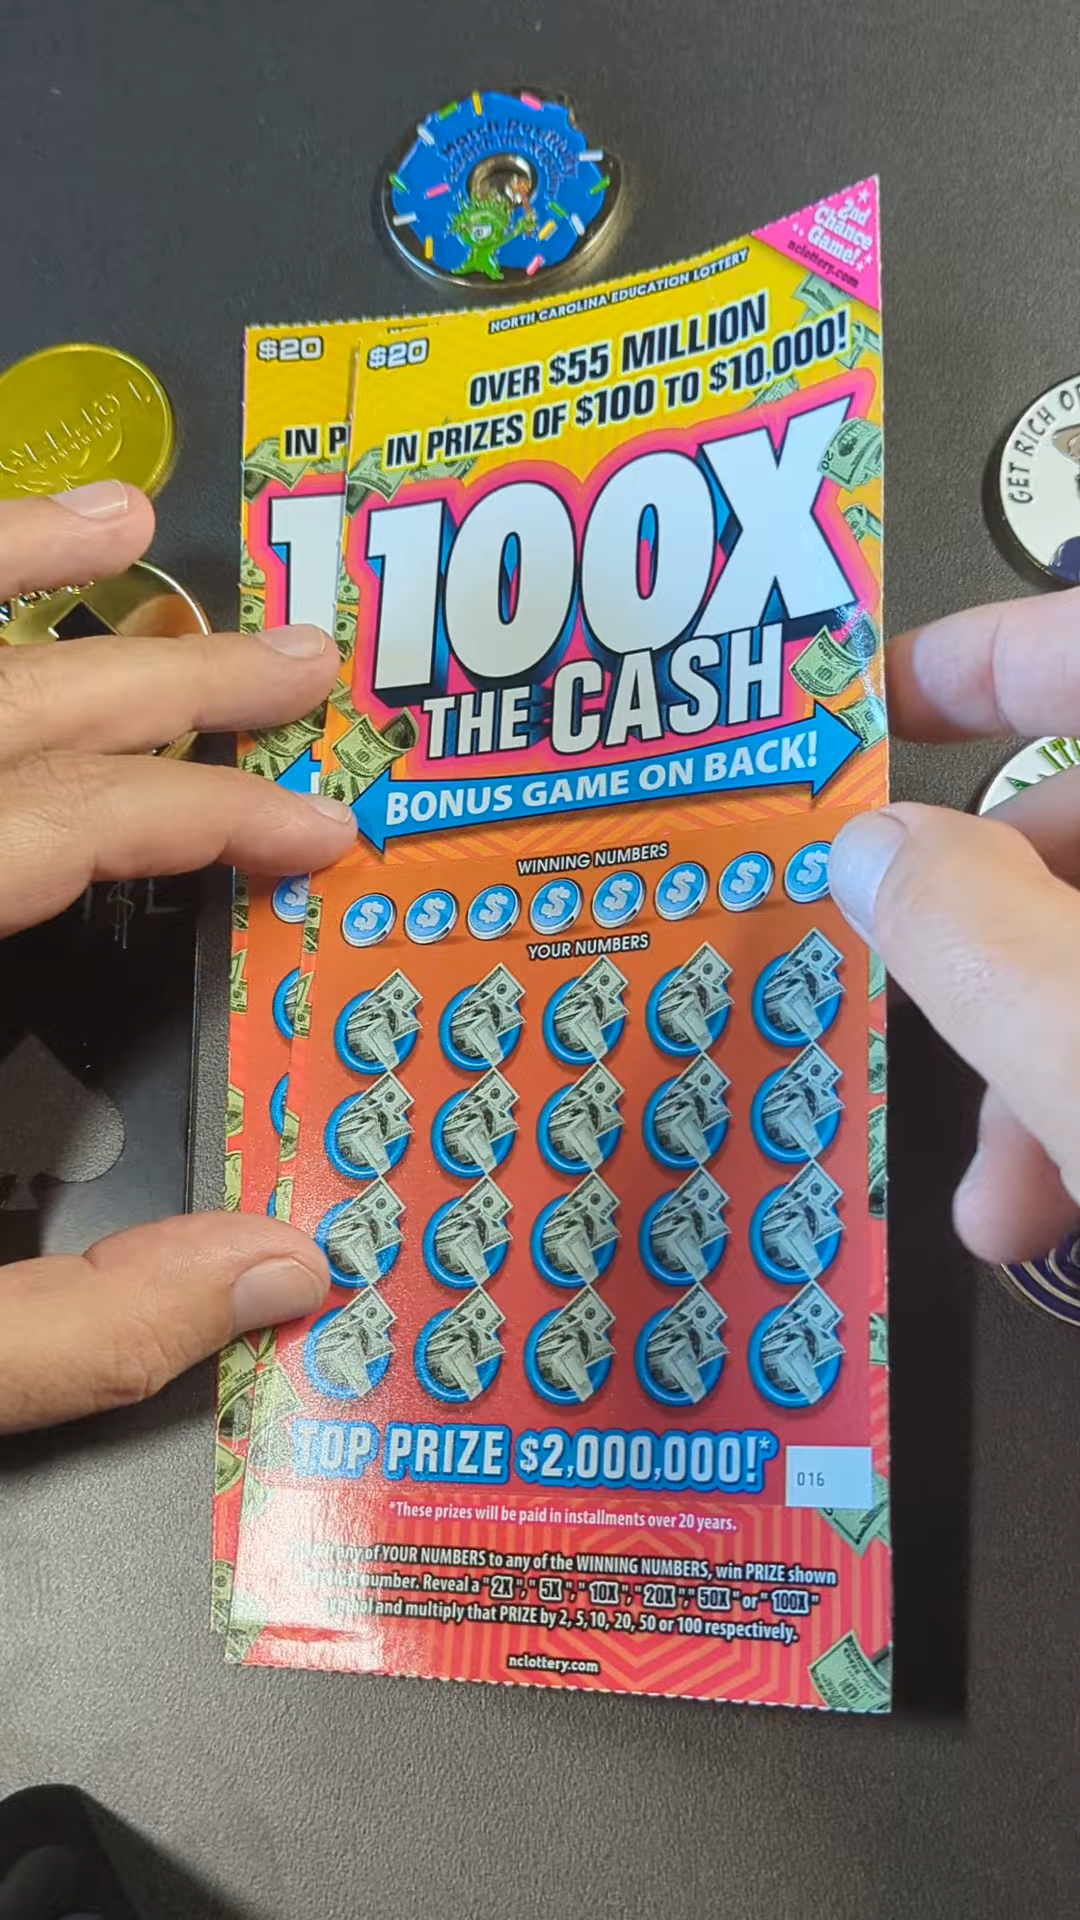 2nd
Chance
Game!
nclottery.com
NORTH CAROLINA EDUCATION LOTTERY
$20
$20
OVER $55 MILLION
IN P
IN PRIZES OF $100 TO $10,000!
GET RICH
1
100X
THE CASH
BONUS GAME ON BACK!
WINNING NUMBERS
YOUR NUMBERS
TOP PRIZE $2,000,000!*
016
*These prizes will be paid in installments over 20 years.
any of YOUR NUMBERS to any of the WINNING NUMBERS, win PRIZE shown
number. Reveal a "2X", "5X", "10X", "20X", "50X" or "100X"
and multiply that PRIZE by 2, 5, 10, 20, 50 or 100 respectively.
nclottery.com